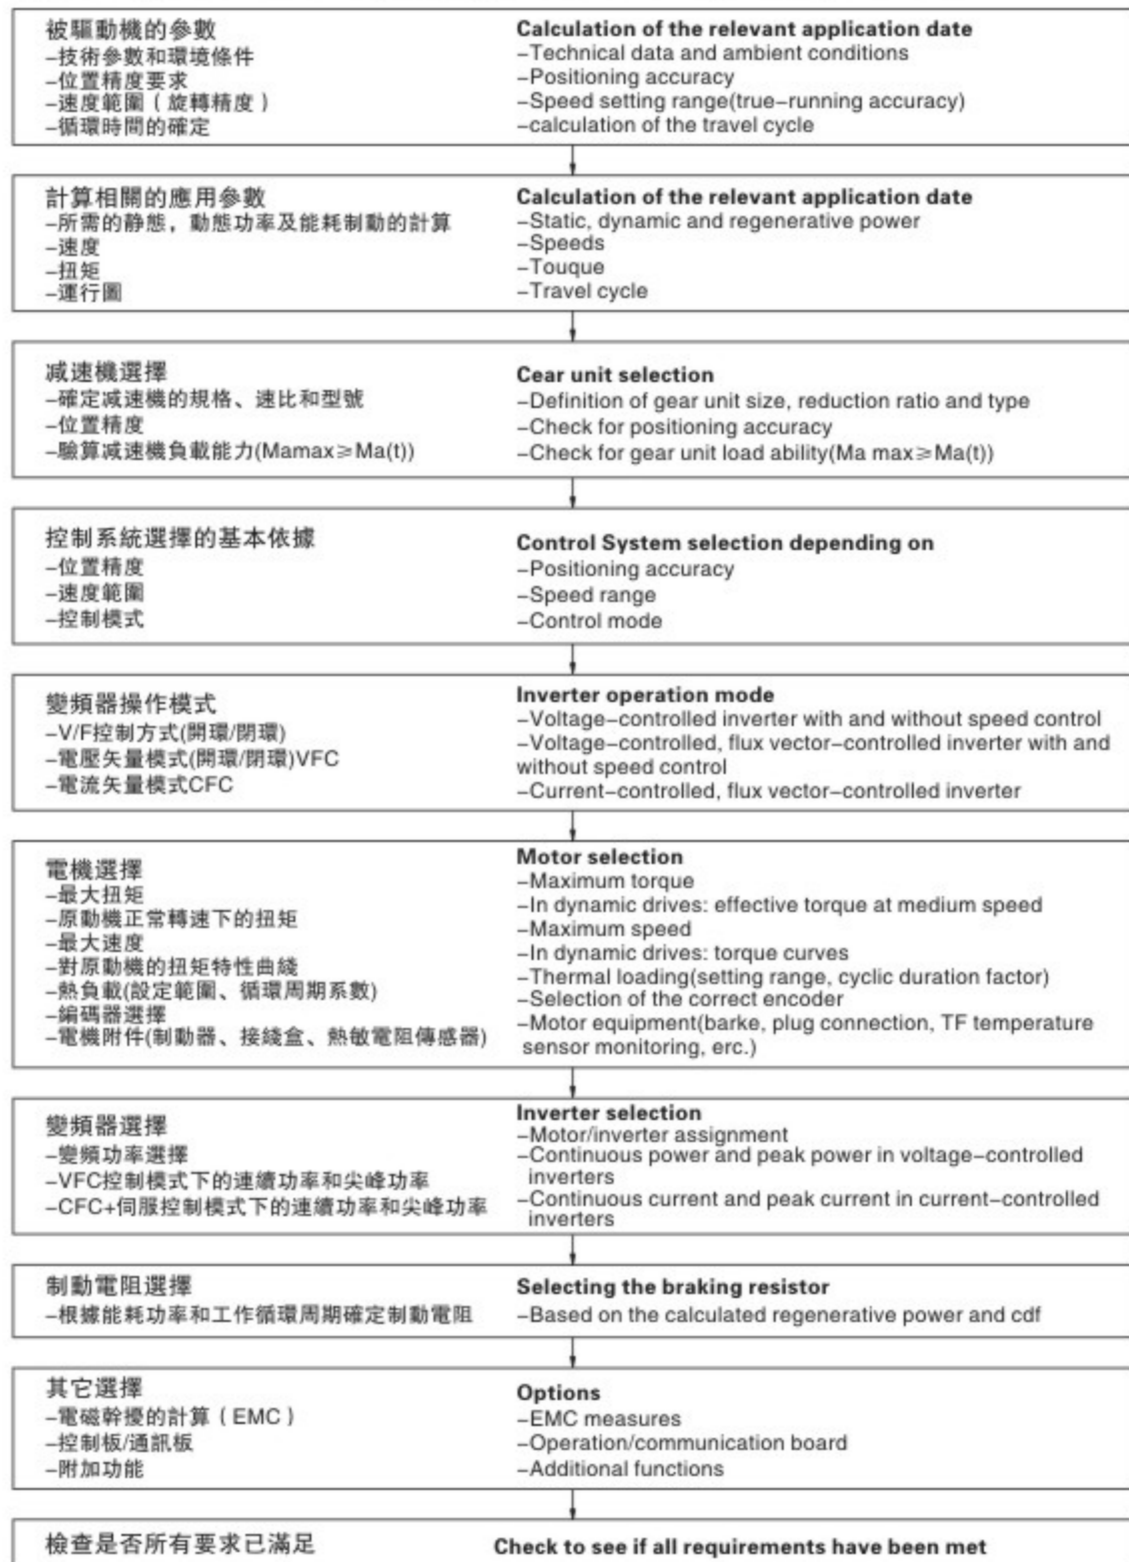 被驅動機的參數
–技術參數和環境條件
–位置精度要求
–速度範圍（旋轉精度）
–循環時間的確定
Calculation of the relevant application date
–Technical data and ambient conditions
–Positioning accuracy
–Speed setting range(true–running accuracy)
–calculation of the travel cycle
計算相關的應用參數
–所需的静態，動態功率及能耗制動的計算
–速度
–扭矩
–運行圖
Calculation of the relevant application date
–Static, dynamic and regenerative power
–Speeds
–Touque
–Travel cycle
减速機選擇
–確定减速機的規格、速比和型號
–位置精度
–驗算减速機負載能力(Mamax≥Ma(t))
Cear unit selection
–Definition of gear unit size, reduction ratio and type
–Check for positioning accuracy
–Check for gear unit load ability(Ma max≥Ma(t))
控制系統選擇的基本依據
–位置精度
–速度範圍
–控制模式
Control System selection depending on
–Positioning accuracy
–Speed range
–Control mode
變頻器操作模式
–V/F控制方式(開環/閉環)
–電壓矢量模式(開環/閉環)VFC
–電流矢量模式CFC
Inverter operation mode
–Voltage–controlled inverter with and without speed control
–Voltage–controlled, flux vector–controlled inverter with and
without speed control
–Current–controlled, flux vector–controlled inverter
電機選擇
–最大扭矩
–原動機正常轉速下的扭矩
–最大速度
–對原動機的扭矩特性曲綫
–熱負載(設定範圍、循環周期系數)
–編碼器選擇
–電機附件(制動器、接綫盒、熱敏電阻傳感器)
Motor selection
–Maximum torque
–In dynamic drives: effective torque at medium speed
–Maximum speed
–In dynamic drives: torque curves
–Thermal loading(setting range, cyclic duration factor)
–Selection of the correct encoder
–Motor equipment(barke, plug connection, TF temperature
sensor monitoring, erc.)
變頻器選擇
–變頻功率選擇
–VFC控制模式下的連續功率和尖峰功率
–CFC+伺服控制模式下的連續功率和尖峰功率
Inverter selection
–Motor/inverter assignment
–Continuous power and peak power in voltage–controlled
inverters
–Continuous current and peak current in current–controlled
inverters
制動電阻選擇
–根據能耗功率和工作循環周期確定制動電阻
Selecting the braking resistor
–Based on the calculated regenerative power and cdf
其它選擇
–電磁幹擾的計算（EMC）
–控制板/通訊板
–附加功能
Options
–EMC measures
–Operation/communication board
–Additional functions
檢查是否所有要求已滿足
Check to see if all requirements have been met